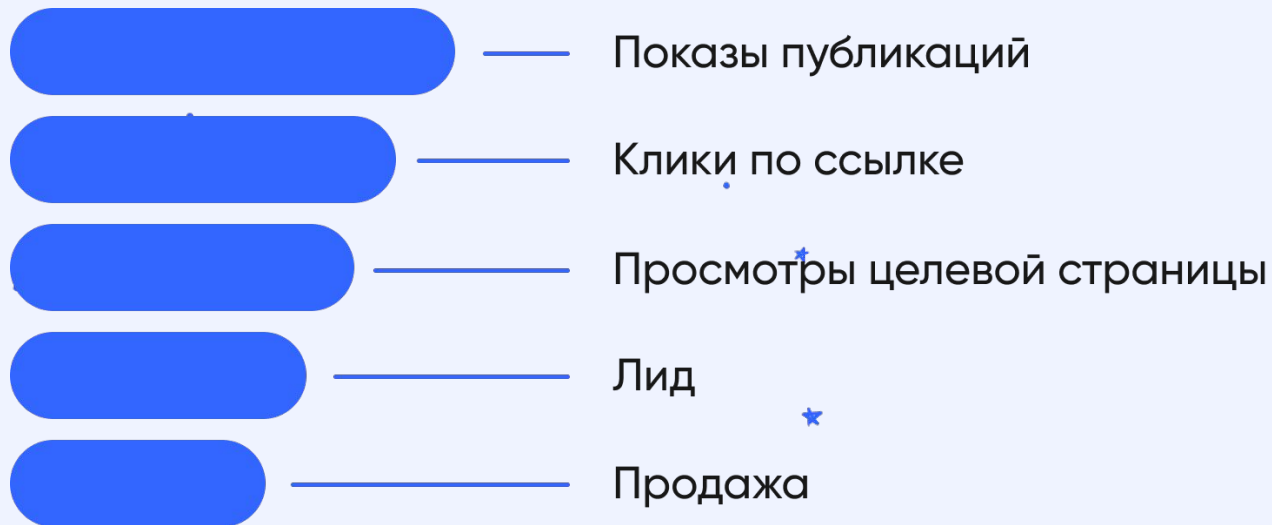 Показы публикаций
Клики по ссылке
Просмотры целевой страницы
Лид
Продажа